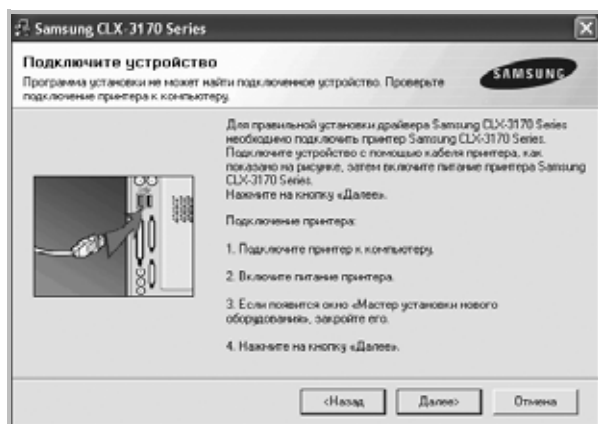 Samsung CLX-3170 Series
Подключите устройство
Программа установки не может найти подключенное устройство. Проверьте
подключение принтера к компьютеру.
SAMSUNG
Для правильной установки драйвера Samsung CLX-3170 Series
необходимо подключить принтер Samsung CLX-3170 Series.
Подключите устройство с помощью кабеля принтера, как
показано на рисунке, затем включите питание принтера Samsung
CLX-3170 Series.
Нажмите на кнопку «Далее».
Подключение принтера:
1. Подключите принтер к компьютеру.
2. Включите питание принтера.
3. Если появится окно «Мастер установки нового
оборудования», закройте его.
4. Нажмите на кнопку «Далее».
<Назад
Далее>
Отмена